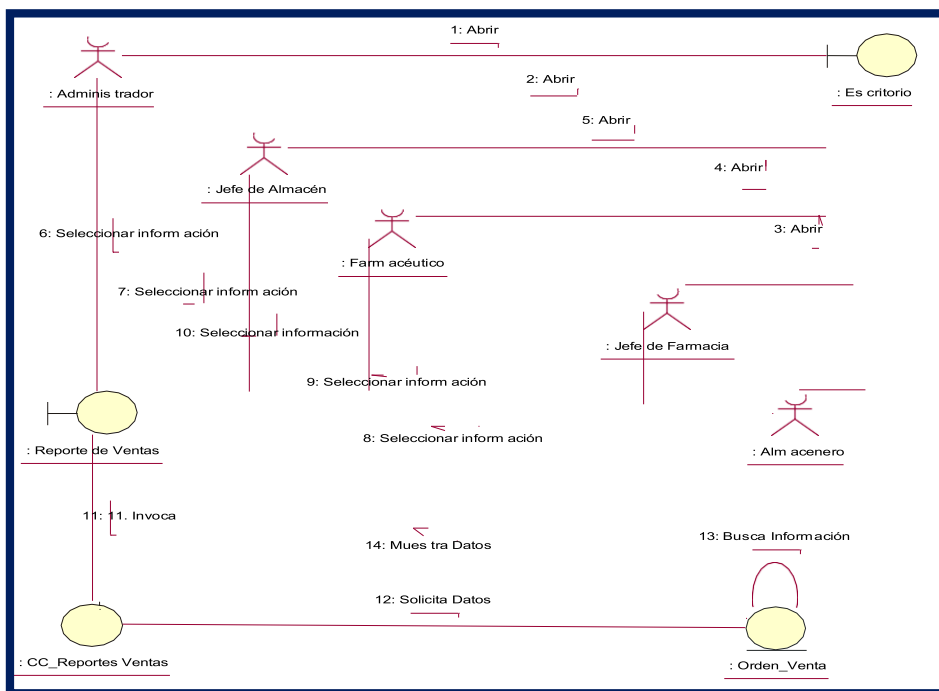 1: Abrir
: Adminis trador
: Es critorio
2: Abrir
5: Abrir
: Jefe de Almacén
4: Abrir
6: Seleccionar inform ación
3: Abrir
: Farm acéutico
7: Seleccionar inform ación
10: Seleccionar información
: Jefe de Farmacia
9: Seleccionar inform ación
: Reporte de Ventas
8: Seleccionar inform ación
: Alm acenero
11: 11. Invoca
14: Mues tra Datos
13: Busca Información
12: Solicita Datos
: CC_Reportes Ventas
: Orden_Venta